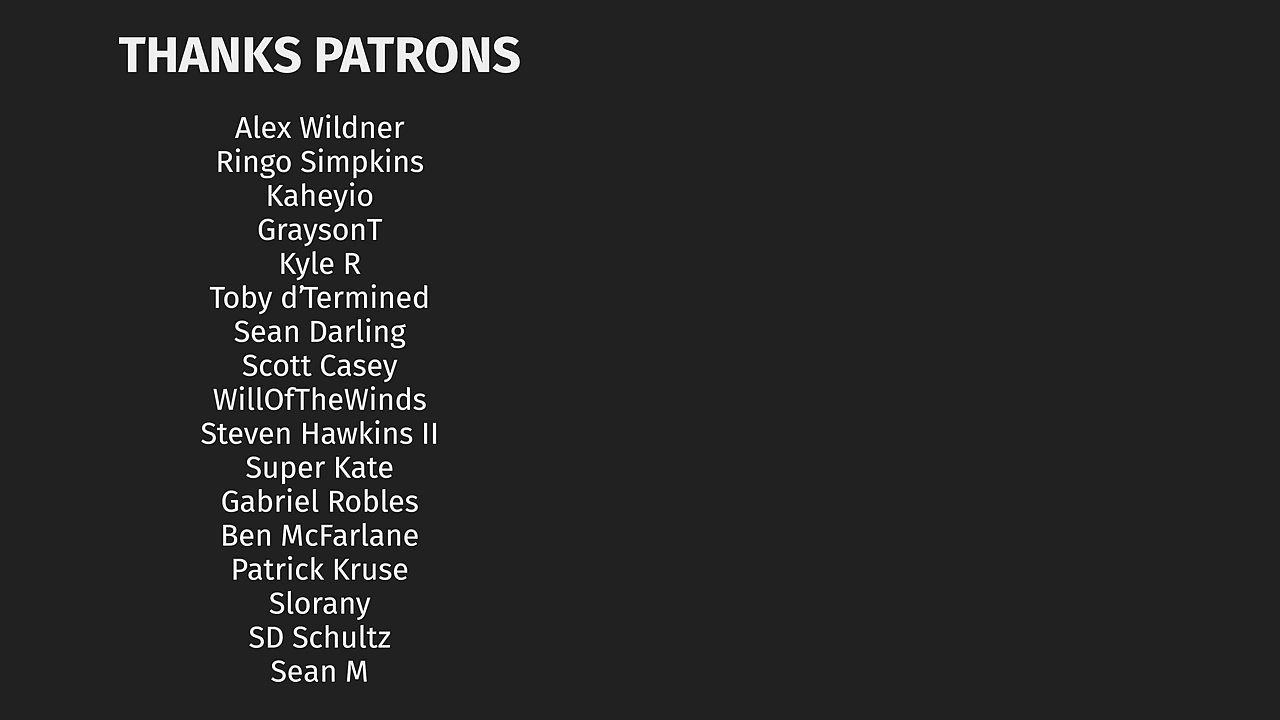 THANKS PATRONS
Alex Wildner
Ringo Simpkins
Kaheyio
GraysonT
Kyle R
Toby d’Termined
Sean Darling
Scott Casey
WillOfTheWinds
Steven Hawkins II
Super Kate
Gabriel Robles
Ben McFarlane
Patrick Kruse
Slorany
SD Schultz
Sean M